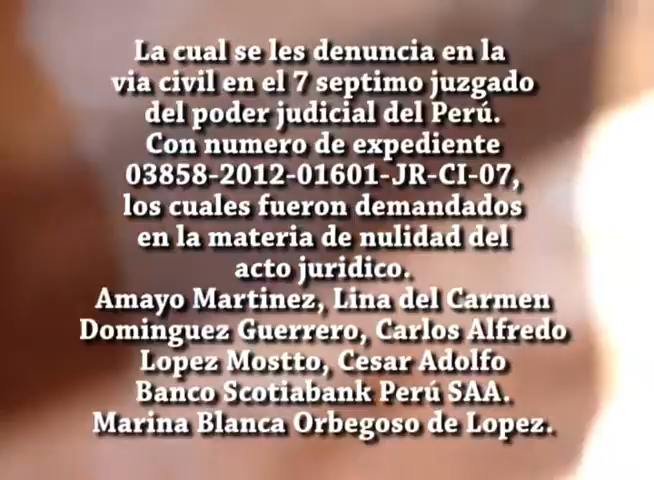 La cual se les denuncia en la
via civil en el 7 septimo juzgado
del poder judicial del Perú.
Con numero de expediente
03858-2012-01601-JR-CI-07,
los cuales fueron demandados
en la materia de nulidad del
acto juridico.
Amayo Martinez, Lina del Carmen
Dominguez Guerrero, Carlos Alfredo
Lopez Mostto, Cesar Adolfo
Banco Scotiabank Perú SAA.
Marina Blanca Orbegoso de Lopez.